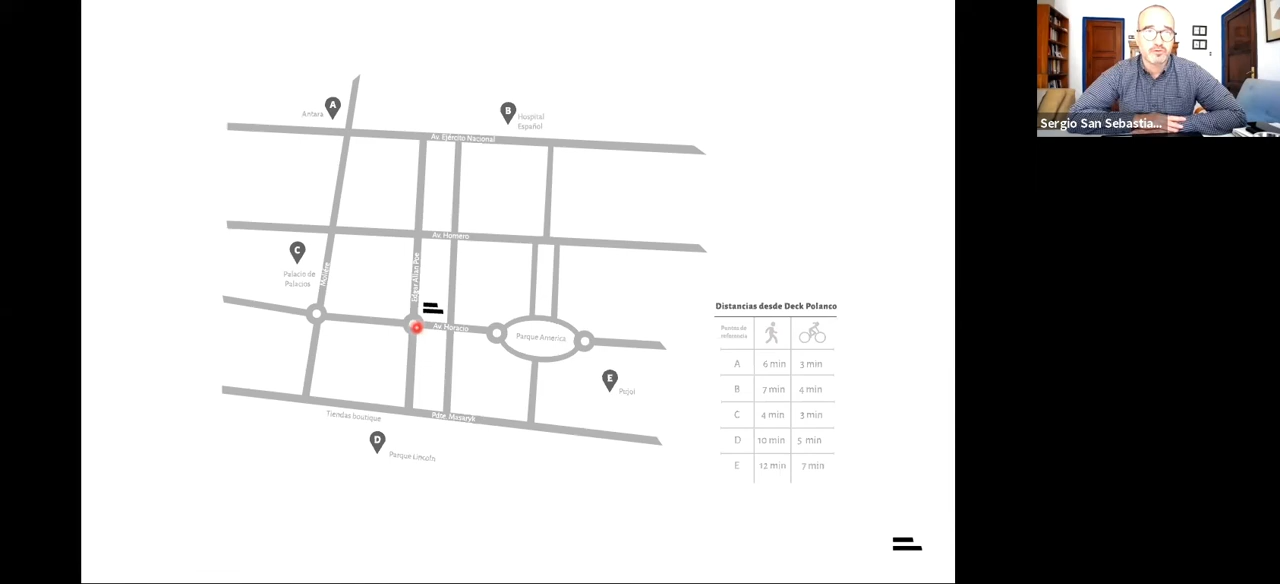 Sergio San Sebastia...
A
Antara
B
Hospital
Español
Av. Ejército Nacional
Av. Homero
C
Palacio de
Palacios
Molière
Edgar Allan Poe
Av. Horacio
Parque America
E
Pujol
Tiendas boutique
Pdte. Masaryk
D
Parque Lincoln
Distancias desde Deck Polanco
Puntos de
referencia
A 6 min 3 min
B 7 min 4 min
C 4 min 3 min
D 10 min 5 min
E 12 min 7 min